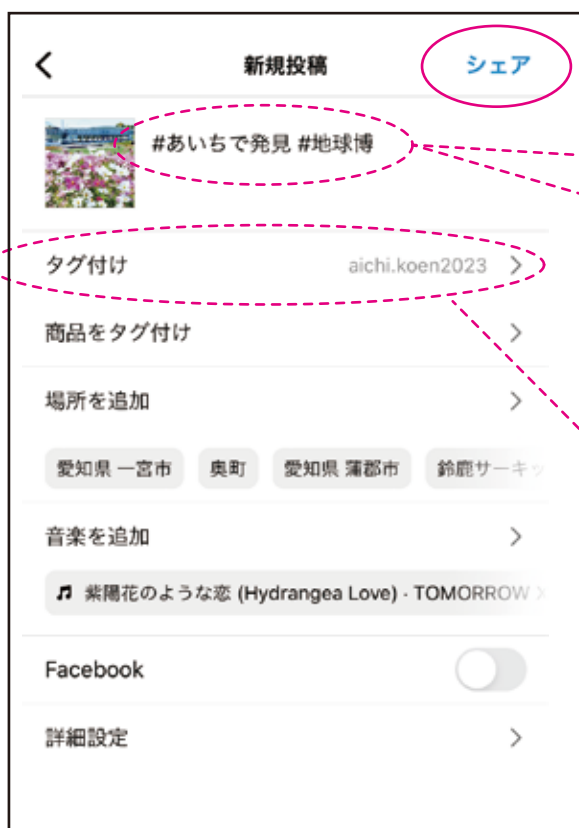 新規投稿 シェア
#あいちで発見 #地球博
タグ付け aichi.koen2023
商品をタグ付け
場所を追加
愛知県 一宮市 奥町 愛知県 蒲郡市 鈴鹿サーキッ
音楽を追加
紫陽花のような恋 (Hydrangea Love) · TOMORROW X
Facebook
詳細設定